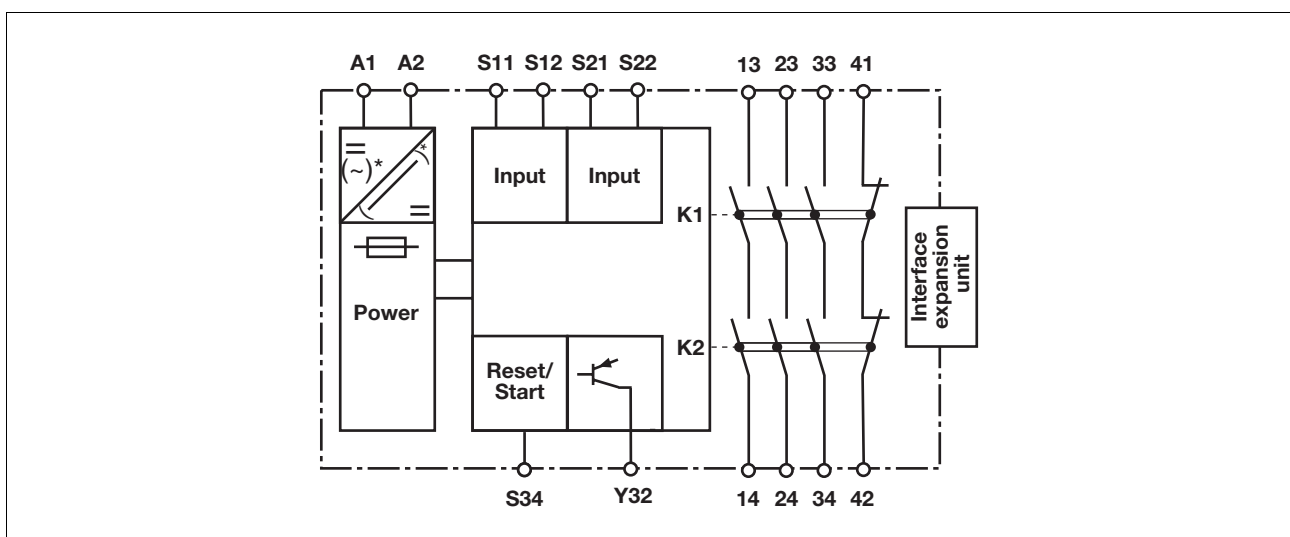 A1 A2 S11 S12 S21 S22 13 23 33 41
= * (~)* =
Input Input
K1
Interface
expansion
unit
Power
K2
Reset/
Start
S34 Y32 14 24 34 42